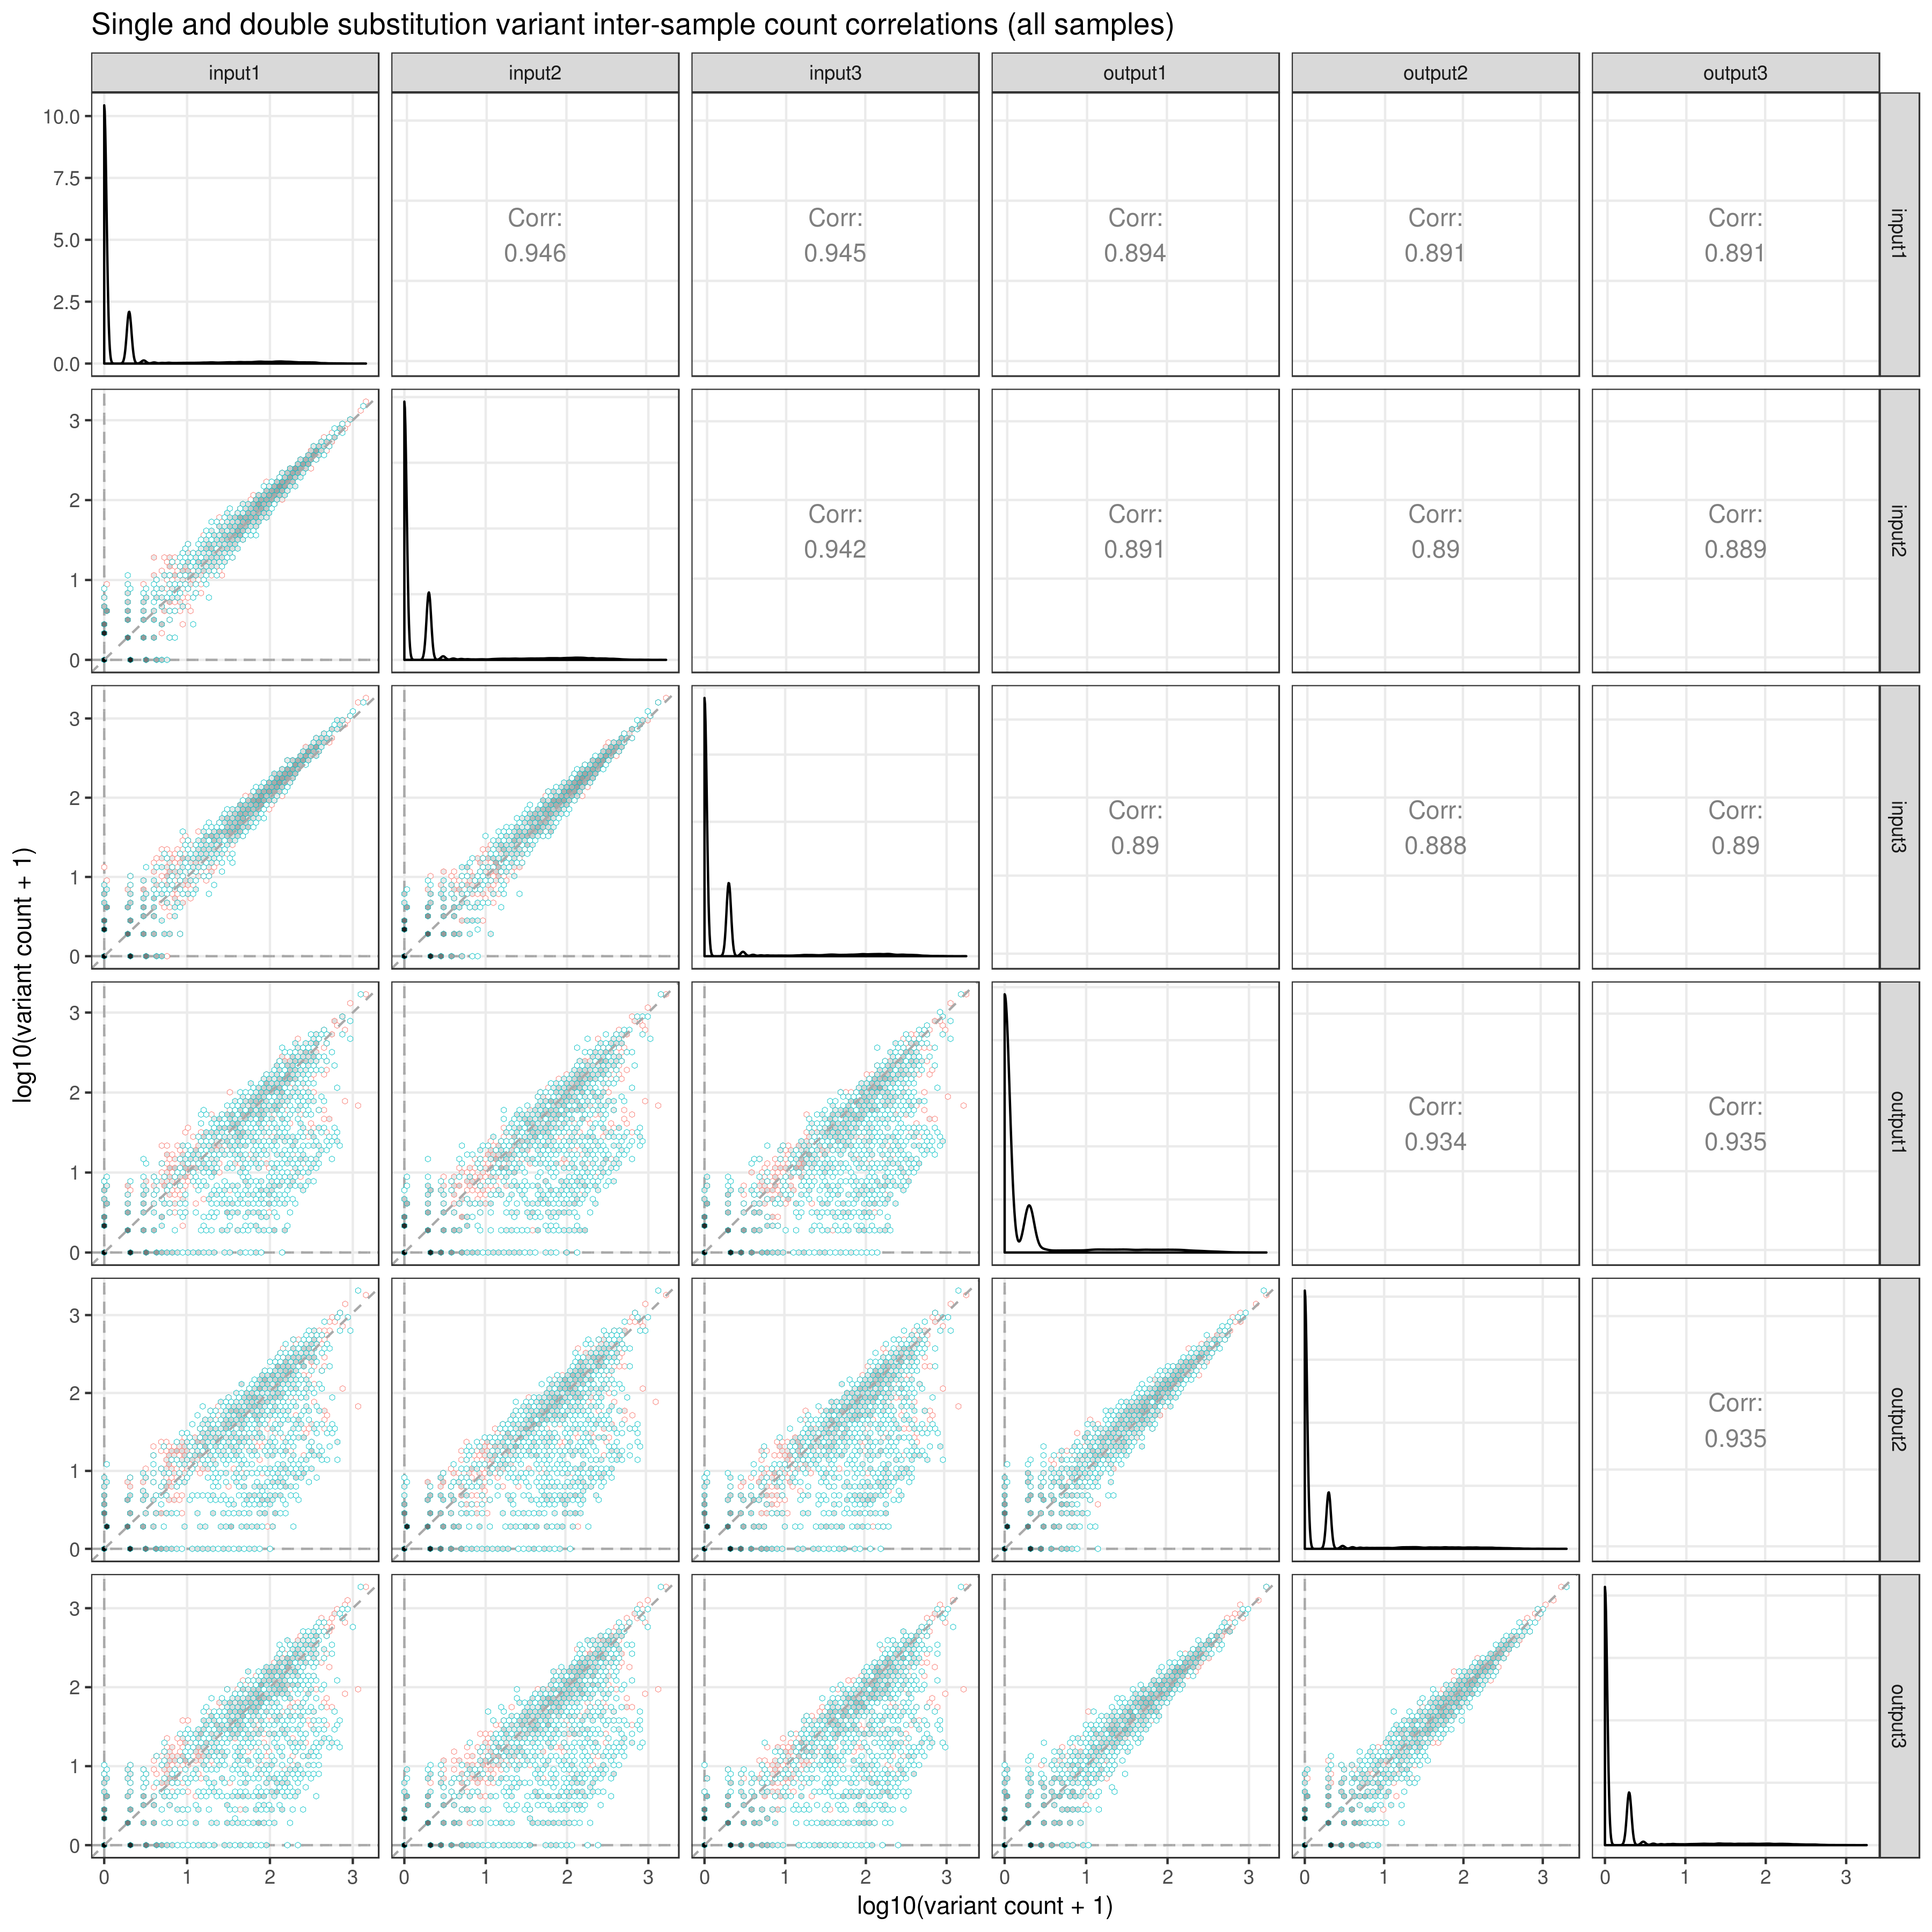 Single and double substitution variant inter-sample count correlations (all samples)
input1 input2 input3 output1 output2 output3
10.0
7.5
5.0
2.5
0.0
Corr:
0.946
Corr:
0.945
Corr:
0.894
Corr:
0.891
Corr:
0.891
input1
3
2
1
0
Corr:
0.942
Corr:
0.891
Corr:
0.89
Corr:
0.889
input2
3
2
1
0
Corr:
0.89
Corr:
0.888
Corr:
0.89
input3
log10(variant count + 1)
3
2
1
0
Corr:
0.934
Corr:
0.935
output1
3
2
1
0
Corr:
0.935
output2
3
2
1
0
output3
0 1 2 3 0 1 2 3 0 1 2 3 0 1 2 3 0 1 2 3 0 1 2 3
log10(variant count + 1)